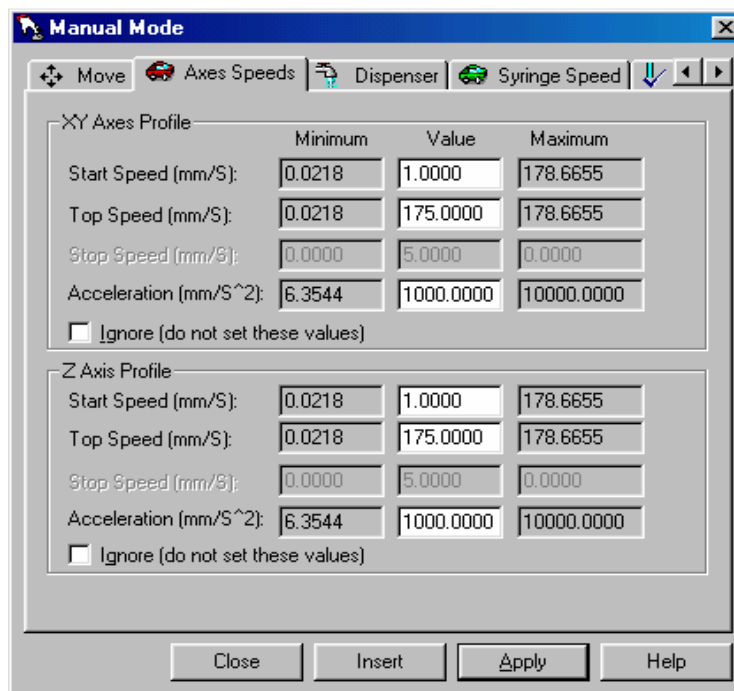 Manual Mode
Move Axes Speeds Dispenser Syringe Speed
XY Axes Profile
Minimum Value Maximum
Start Speed (mm/S): 0.0218 1.0000 178.6655
Top Speed (mm/S): 0.0218 175.0000 178.6655
Stop Speed (mm/S): 0.0000 5.0000 0.0000
Acceleration (mm/S^2): 6.3544 1000.0000 10000.0000
Ignore (do not set these values)
Z Axis Profile
Start Speed (mm/S): 0.0218 1.0000 178.6655
Top Speed (mm/S): 0.0218 175.0000 178.6655
Stop Speed (mm/S): 0.0000 5.0000 0.0000
Acceleration (mm/S^2): 6.3544 1000.0000 10000.0000
Ignore (do not set these values)
Close Insert Apply Help